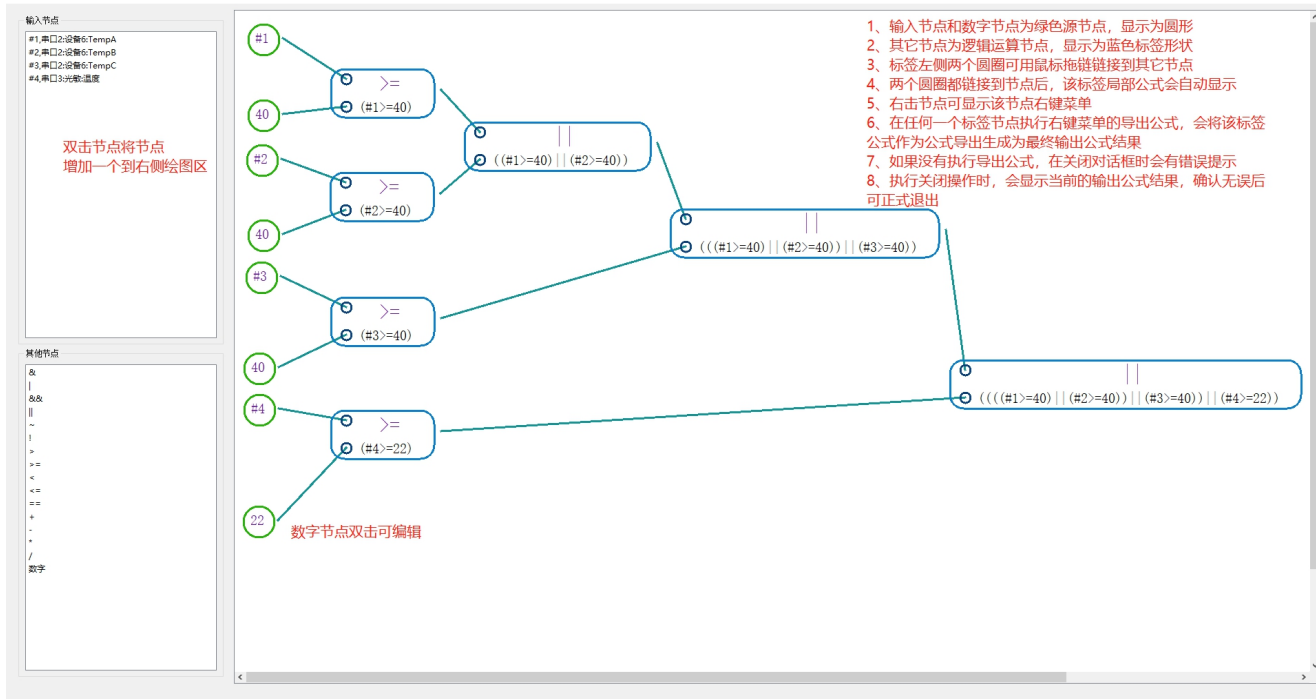 输入节点
#1,串口2:设备6:TempA
#2,串口2:设备6:TempB
#3,串口2:设备6:TempC
#4,串口3:光敏:温度
双击节点将节点
增加一个到右侧绘图区
其他节点
&
|
&&
||
~
!
>
>=
<
<=
==
+
-
*
/
数字
#1
>=
(#1>=40)
40
#2
>=
(#2>=40)
40
||
((#1>=40)||(#2>=40))
#3
>=
(#3>=40)
40
||
(((#1>=40)||(#2>=40))||(#3>=40))
#4
>=
(#4>=22)
22
||
((((#1>=40)||(#2>=40))||(#3>=40))||(#4>=22))
数字节点双击可编辑
1、输入节点和数字节点为绿色源节点，显示为圆形
2、其它节点为逻辑运算节点，显示为蓝色标签形状
3、标签左侧两个圆圈可用鼠标拖链链接到其它节点
4、两个圆圈都链接到节点后，该标签局部公式会自动显示
5、右击节点可显示该节点右键菜单
6、在任何一个标签节点执行右键菜单的导出公式，会将该标签
公式作为公式导出生成为最终输出公式结果
7、如果没有执行导出公式，在关闭对话框时会有错误提示
8、执行关闭操作时，会显示当前的输出公式结果，确认无误后
可正式退出